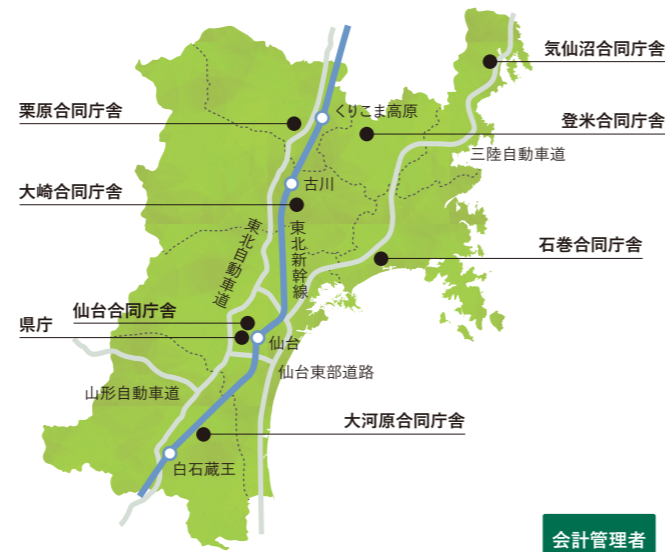 気仙沼合同庁舎
栗原合同庁舎
くりこま高原
登米合同庁舎
三陸自動車道
大崎合同庁舎
古川
東北自動車道
東北新幹線
石巻合同庁舎
仙台合同庁舎
県庁
仙台
仙台東部道路
山形自動車道
大河原合同庁舎
白石蔵王
会計管理者